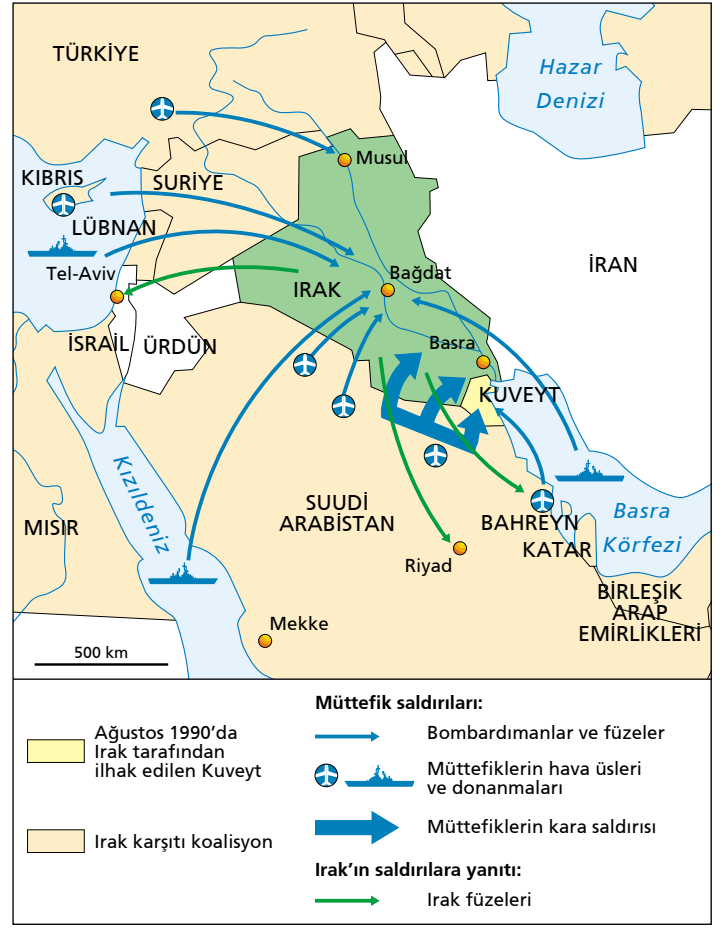 TÜRKİYE
Hazar
Denizi
Musul
KIBRIS
SURİYE
LÜBNAN
Tel-Aviv
İRAN
IRAK
Bağdat
İSRAİL
ÜRDÜN
Basra
KUVEYT
Kızıldeniz
MISIR
SUUDİ
ARABİSTAN
BAHREYN
KATAR
Basra
Körfezi
Riyad
BİRLEŞİK
ARAP
EMİRLİKLERİ
Mekke
500 km
Ağustos 1990’da
Irak tarafından
ilhak edilen Kuveyt
Irak karşıtı koalisyon
Müttefik saldırıları:
Bombardımanlar ve füzeler
Müttefiklerin hava üsleri
ve donanmaları
Müttefiklerin kara saldırısı
Irak’ın saldırılara yanıtı:
Irak füzeleri